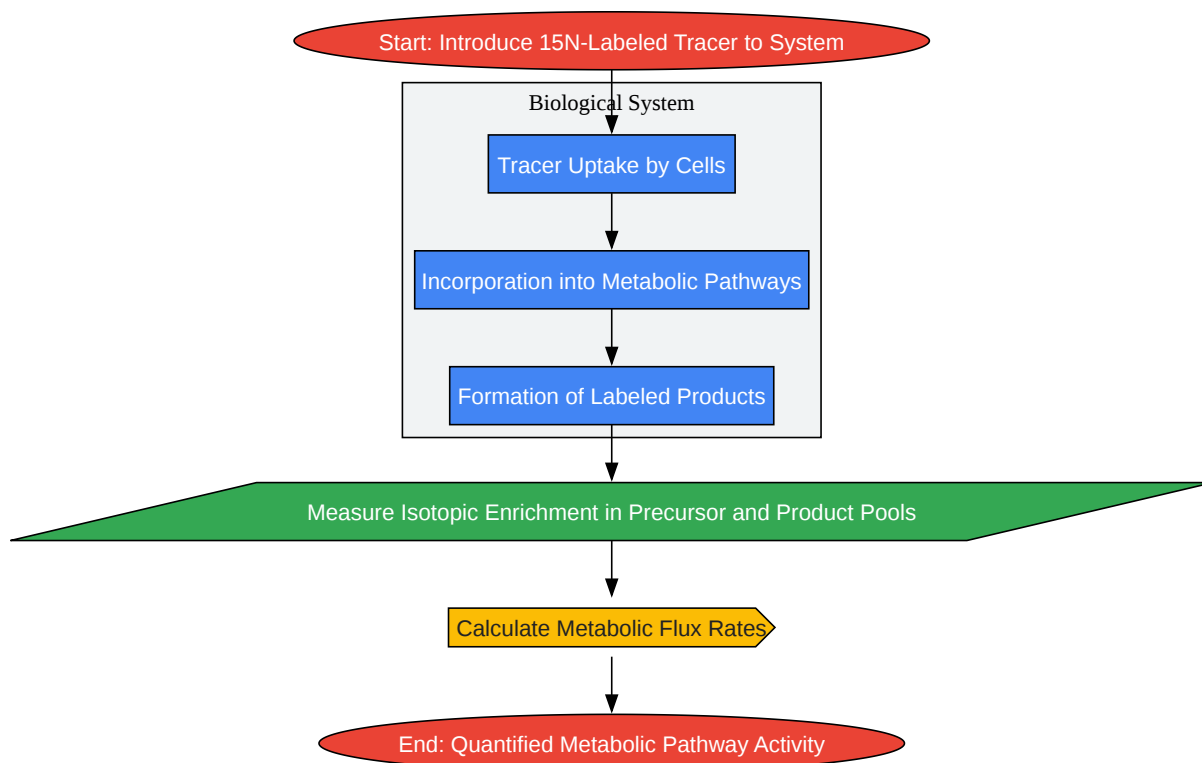 Start: Introduce 15N-Labeled Tracer to System
Biological System
Tracer Uptake by Cells
Incorporation into Metabolic Pathways
Formation of Labeled Products
Measure Isotopic Enrichment in Precursor and Product Pools
Calculate Metabolic Flux Rates
End: Quantified Metabolic Pathway Activity